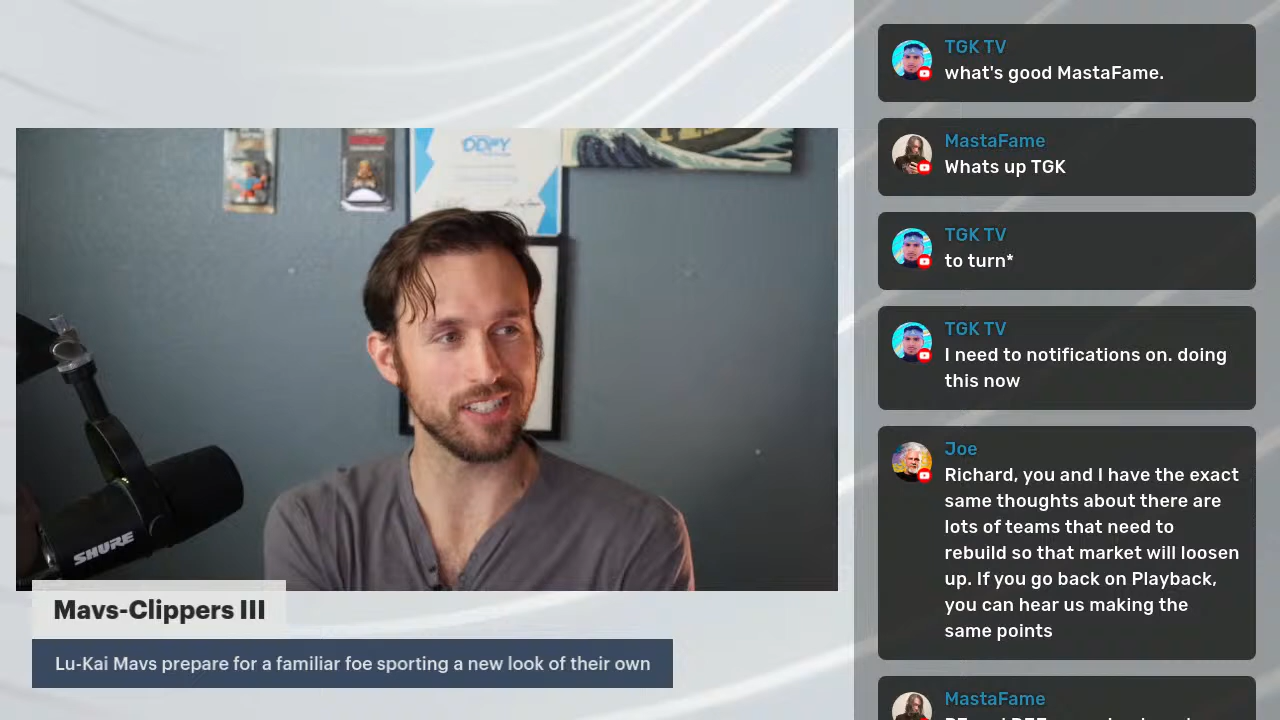 TGK TV
what's good MastaFame.
MastaFame
Whats up TGK
TGK TV
to turn*
TGK TV
I need to notifications on. doing
this now
Joe
Richard, you and I have the exact
same thoughts about there are
lots of teams that need to
rebuild so that market will loosen
up. If you go back on Playback,
you can hear us making the
same points
MastaFame
SHURE
Mavs-Clippers III
Lu-Kai Mavs prepare for a familiar foe sporting a new look of their own